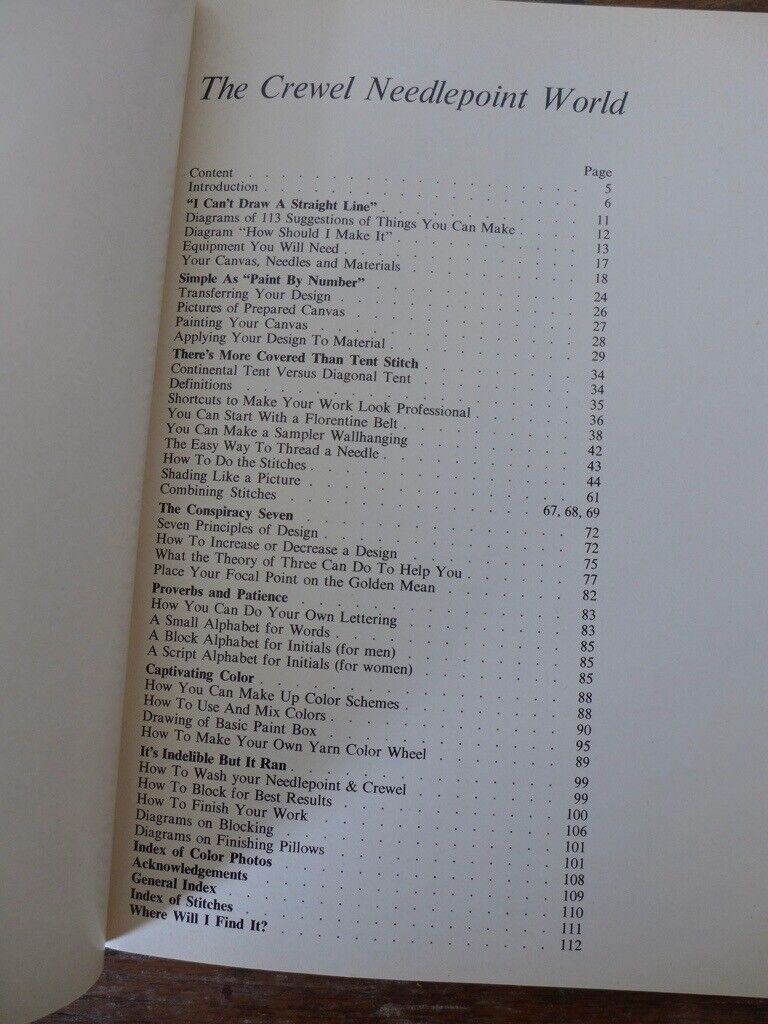 The Crewel Needlepoint World
Page
Content . . . 5
Introduction . . . 6
"I Can't Draw A Straight Line" . . . 11
Diagrams of 113 Suggestions of Things You Can Make . . . 12
Diagram "How Should I Make It" . . . 13
Equipment You Will Need . . . 17
Your Canvas, Needles and Materials . . . 18
Simple As "Paint By Number" . . . 24
Transferring Your Design . . . 26
Pictures of Prepared Canvas . . . 27
Painting Your Canvas . . . 28
Applying Your Design To Material . . . 29
There's More Covered Than Tent Stitch . . . 34
Continental Tent Versus Diagonal Tent . . . 34
Definitions . . . 35
Shortcuts to Make Your Work Look Professional . . . 36
You Can Start With a Florentine Belt . . . 38
You Can Make a Sampler Wallhanging . . . 42
The Easy Way To Thread a Needle . . . 43
How To Do the Stitches . . . 44
Shading Like a Picture . . . 61
Combining Stitches . . . 67, 68, 69
The Conspiracy Seven . . . 72
Seven Principles of Design . . . 72
How To Increase or Decrease a Design . . . 75
What the Theory of Three Can Do To Help You . . . 77
Place Your Focal Point on the Golden Mean . . . 82
Proverbs and Patience . . . 83
How You Can Do Your Own Lettering . . . 83
A Small Alphabet for Words . . . 85
A Block Alphabet for Initials (for men) . . . 85
A Script Alphabet for Initials (for women) . . . 85
Captivating Color . . . 88
How You Can Make Up Color Schemes . . . 88
How To Use And Mix Colors . . . 90
Drawing of Basic Paint Box . . . 95
How To Make Your Own Yarn Color Wheel . . . 89
It's Indelible But It Ran . . . 99
How To Wash your Needlepoint & Crewel . . . 99
How To Block for Best Results . . . 100
How To Finish Your Work . . . 106
Diagrams on Blocking . . . 101
Diagrams on Finishing Pillows . . . 101
Index of Color Photos . . . 108
Acknowledgements . . . 109
General Index . . . 110
Index of Stitches . . . 111
Where Will I Find It? . . . 112